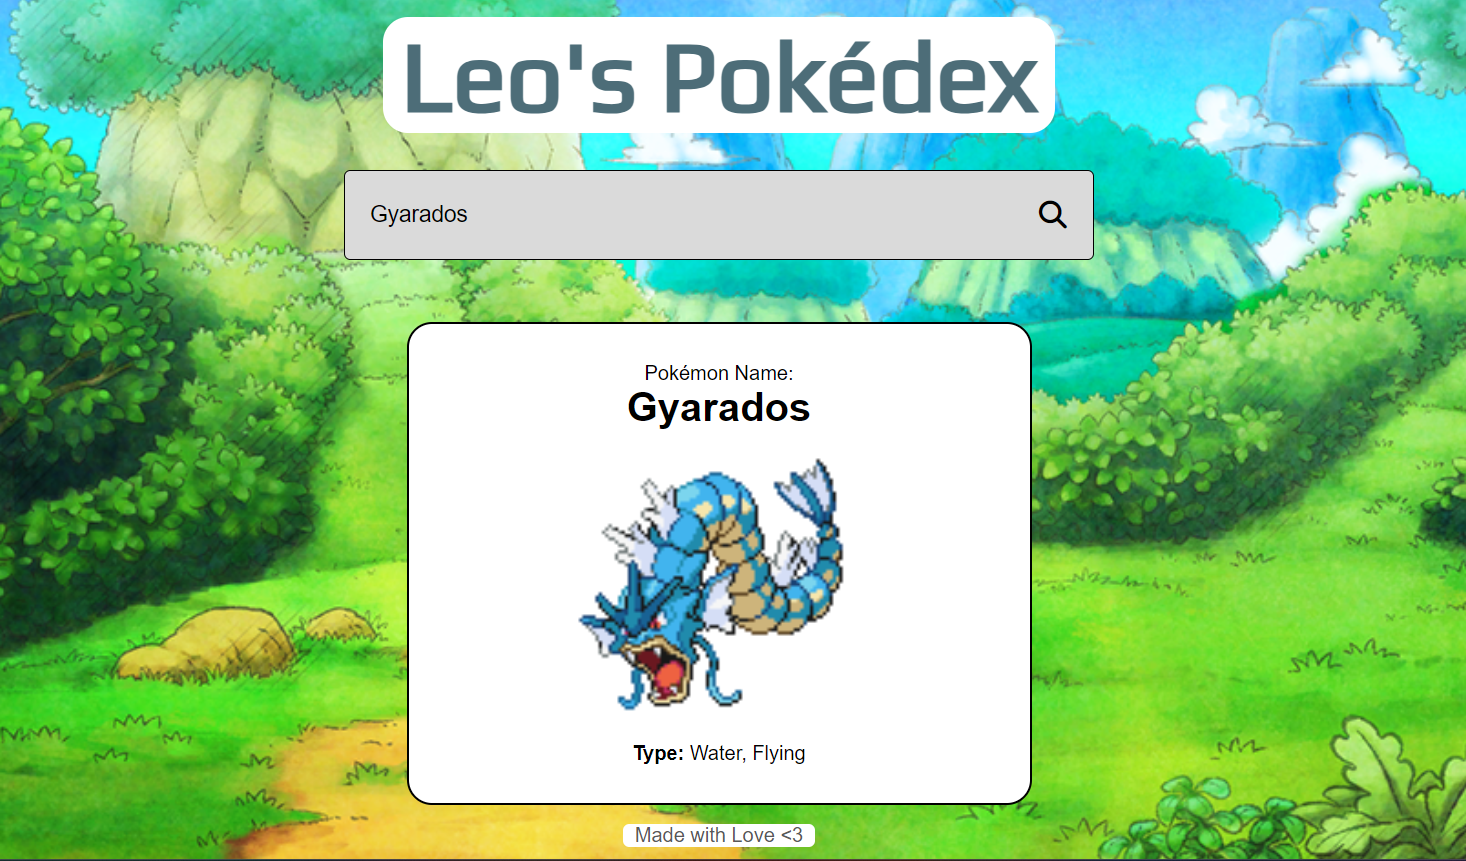 Leo's Pokédex
Gyarados
Pokémon Name:
Gyarados
Type: Water, Flying
Made with Love <3